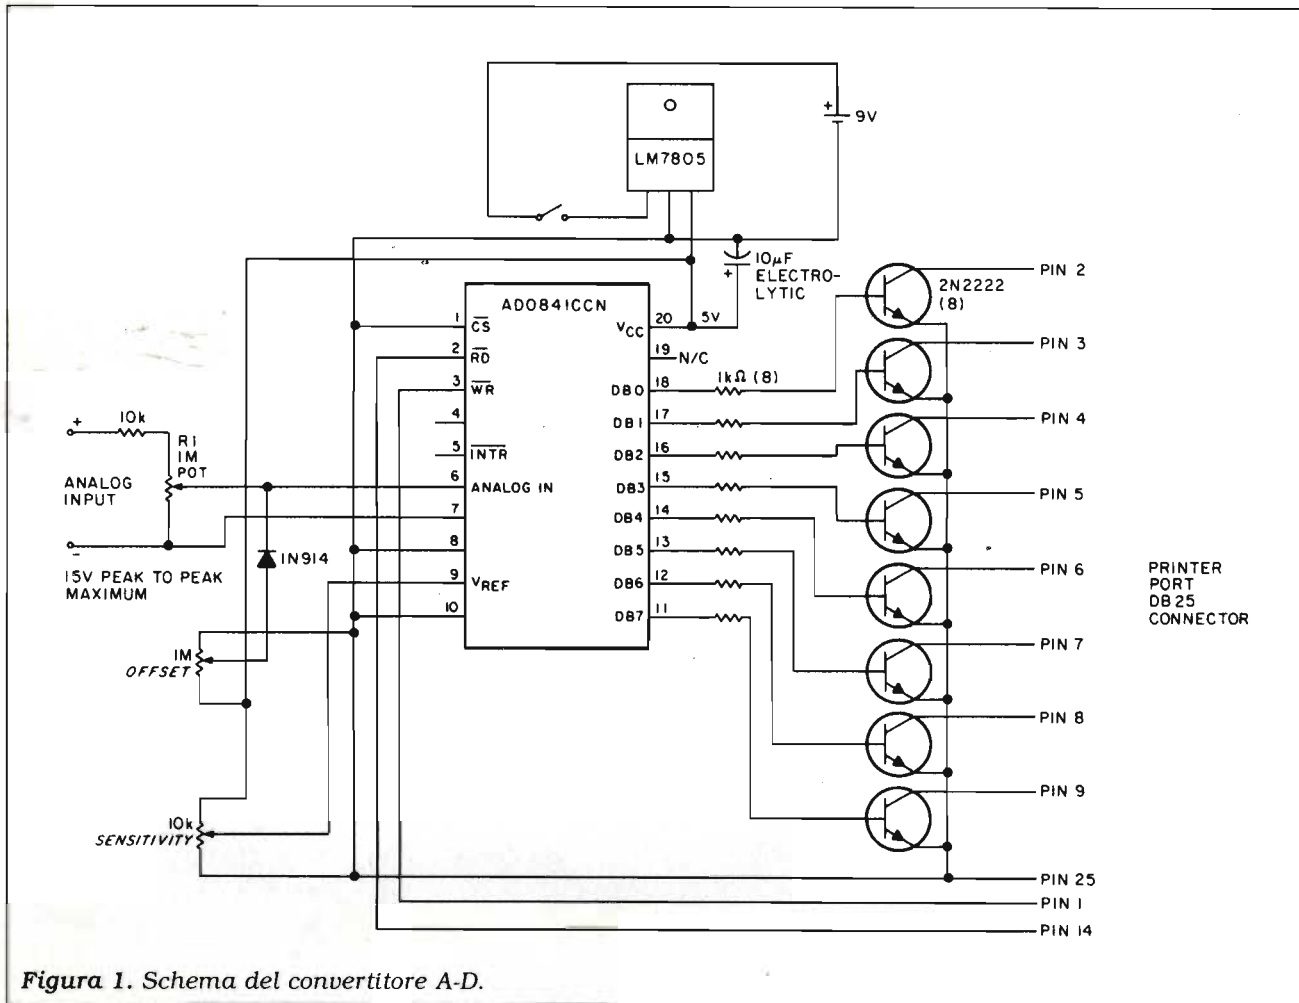 9V
LM7805
10µF
ELECTRO-
LYTIC
2N2222
(8)
ADO841CCN
1 CS
2 RD
3 WR
4
5 INTR
6 ANALOG IN
7
8
9 VREF
10
VCC 20 5V
19 N/C
DB0 18
DB1 17
DB2 16
DB3 15
DB4 14
DB5 13
DB6 12
DB7 11
1kΩ (8)
+
10k
R1
1M
POT
ANALOG
INPUT
-
15V PEAK TO PEAK
MAXIMUM
1N914
1M
OFFSET
10k
SENSITIVITY
PIN 2
PIN 3
PIN 4
PIN 5
PIN 6
PIN 7
PIN 8
PIN 9
PIN 25
PIN 1
PIN 14
PRINTER
PORT
DB25
CONNECTOR
Figura 1. Schema del convertitore A-D.